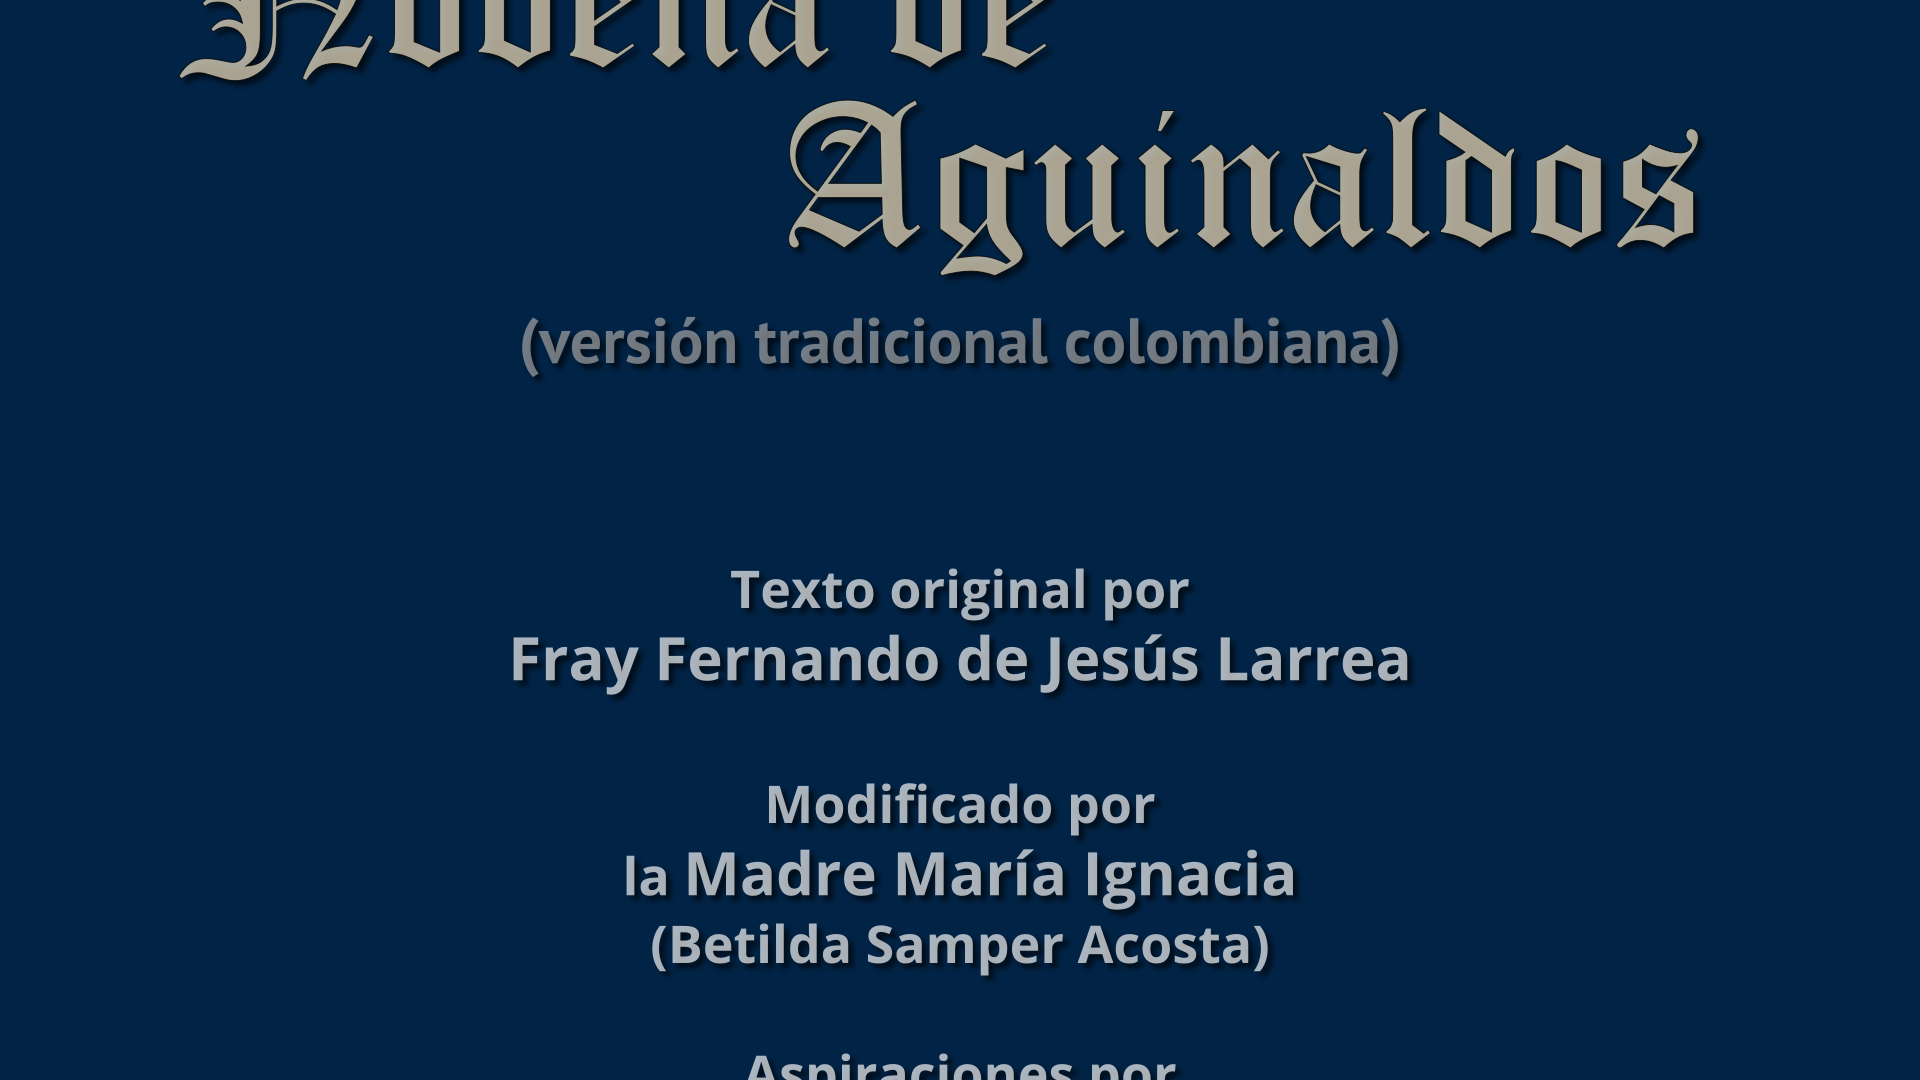 Novena de
Aguinaldos
(versión tradicional colombiana)
Texto original por
Fray Fernando de Jesús Larrea
Modificado por
la Madre María Ignacia
(Betilda Samper Acosta)
Aspiraciones por